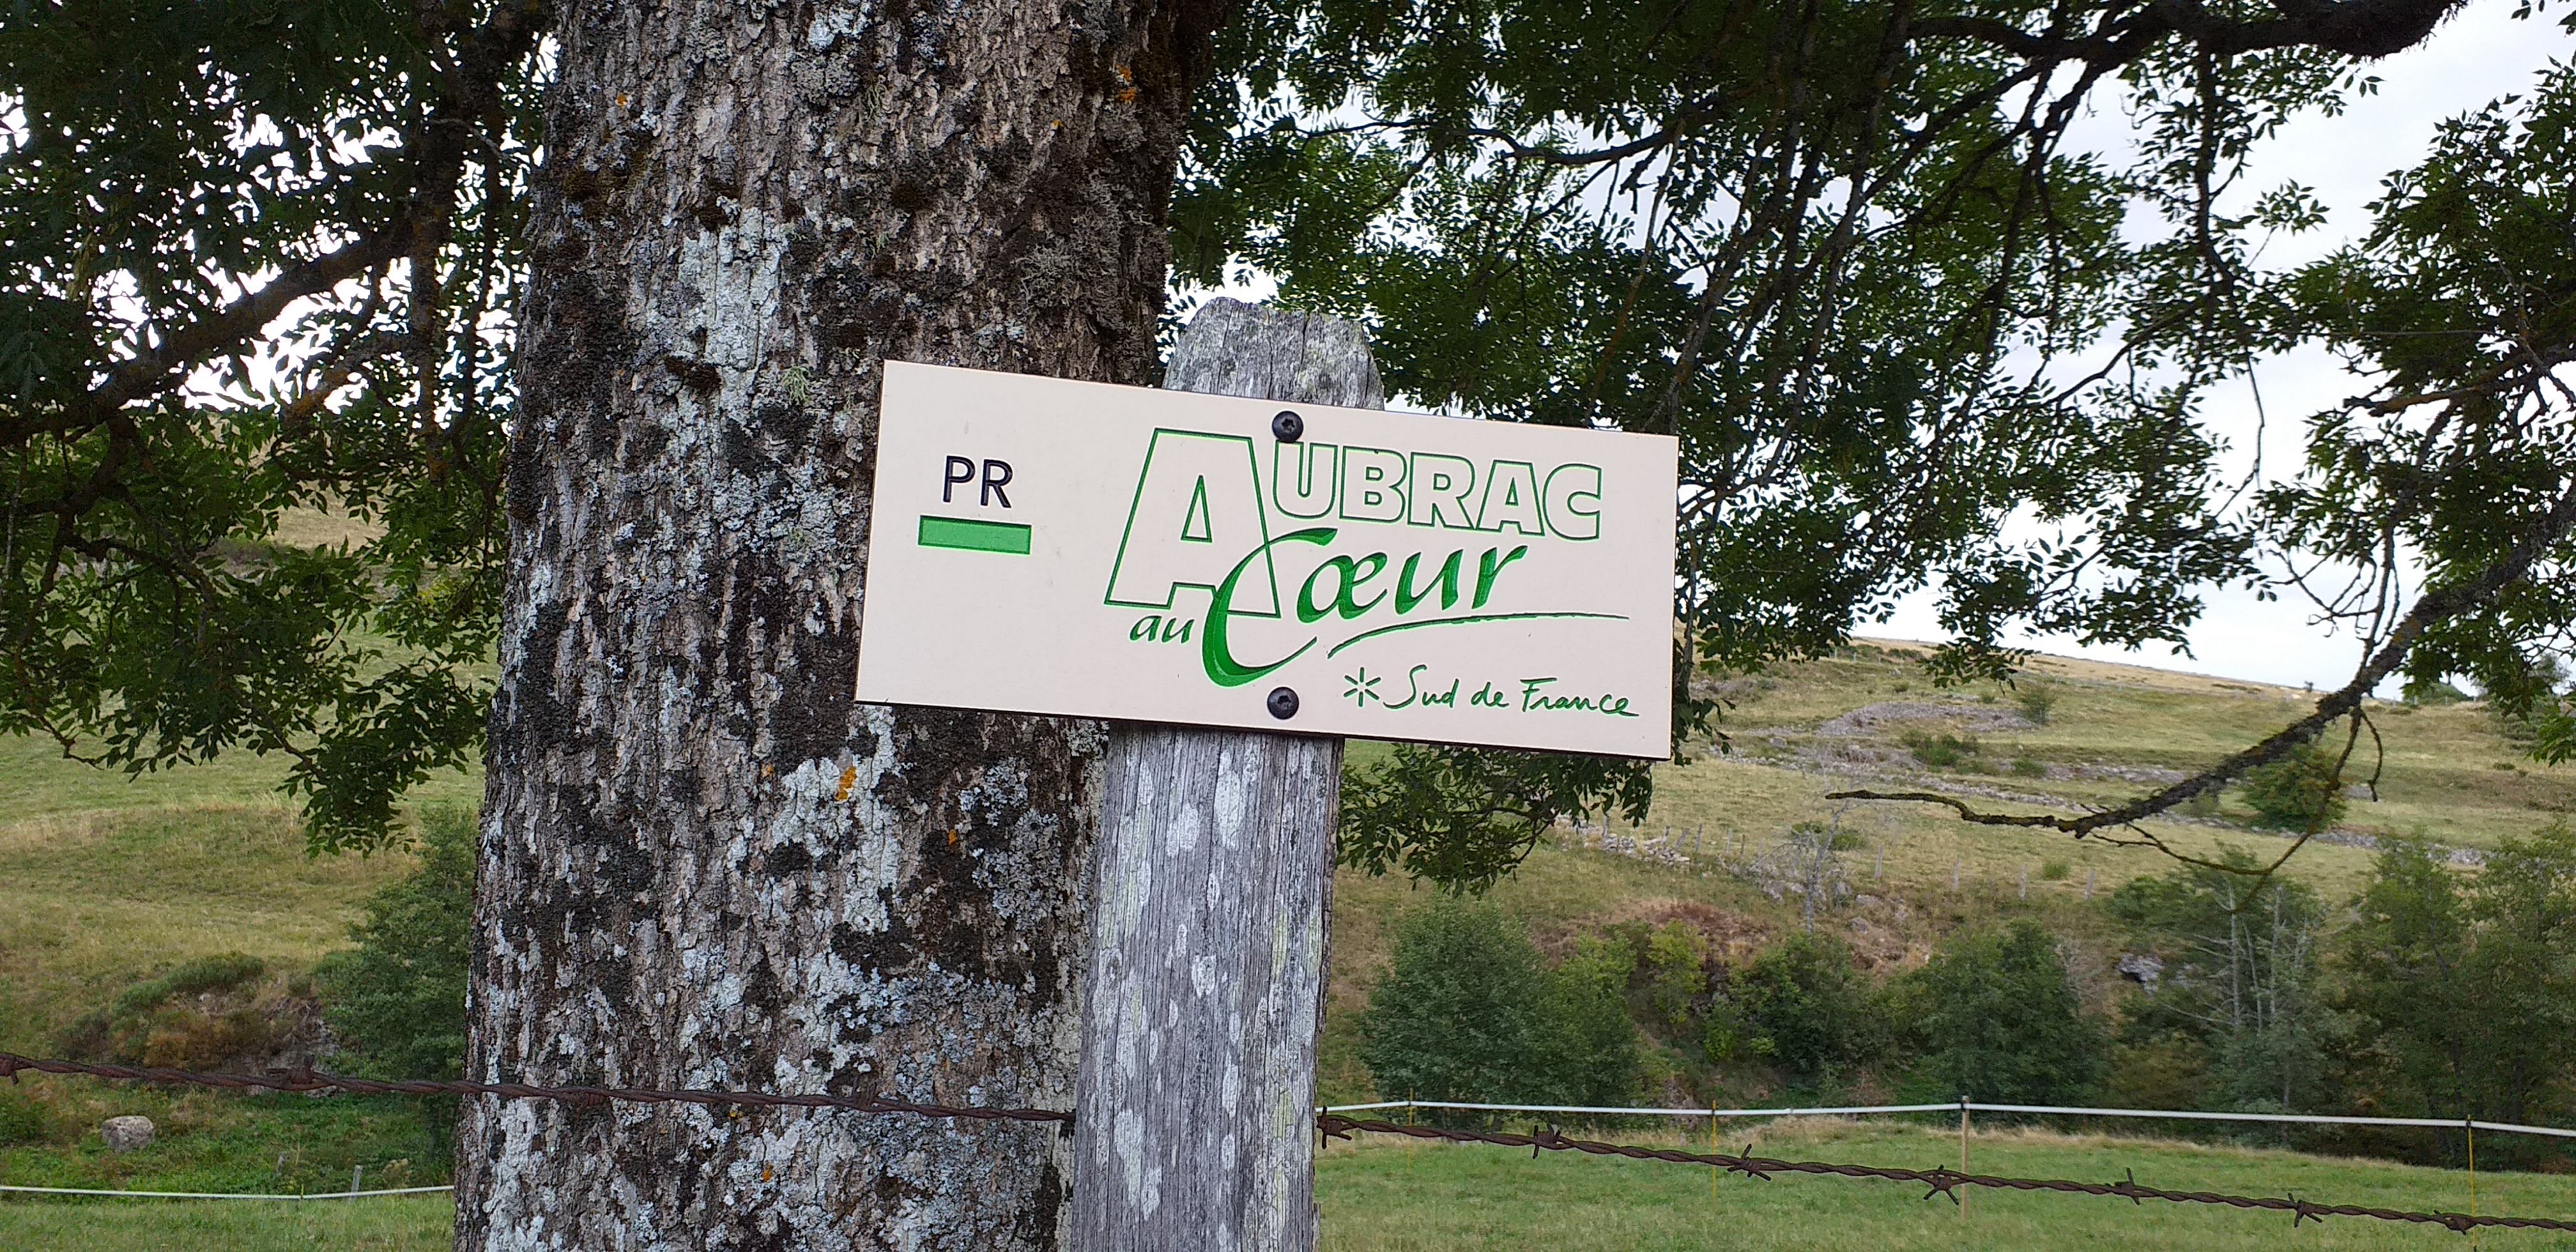 PR
AUBRAC
au Cœur
Sud de France